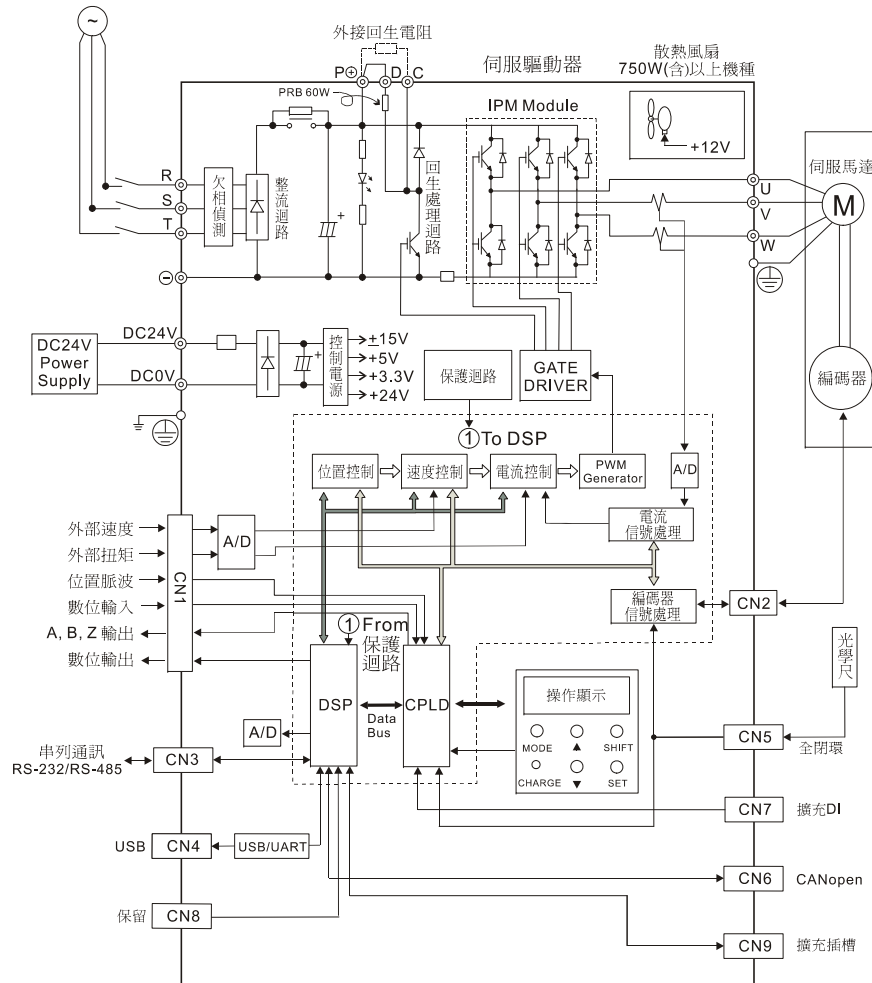 ~
外接回生電阻
P⊕ D C
PRB 60W
伺服驅動器
散熱風扇
750W(含)以上機種
IPM Module
+12V
伺服馬達
M
R
S
T
欠相偵測
整流迴路
+
回生處理迴路
U
V
W
⊖
DC24V
Power
Supply
DC24V
DC0V
+
控制電源
±15V
+5V
+3.3V
+24V
保護迴路
GATE
DRIVER
編碼器
① To DSP
位置控制
速度控制
電流控制
PWM
Generator
A/D
電流
信號處理
編碼器
信號處理
外部速度
外部扭矩
位置脈波
數位輸入
A, B, Z 輸出
數位輸出
CN1
A/D
① From
保護
迴路
DSP
Data
Bus
CPLD
A/D
操作顯示
MODE
▲
SHIFT
CHARGE
▼
SET
CN2
光學尺
CN5
全閉環
串列通訊
RS-232/RS-485
CN3
CN7
擴充DI
USB
CN4
USB/UART
CN6
CANopen
保留
CN8
CN9
擴充插槽